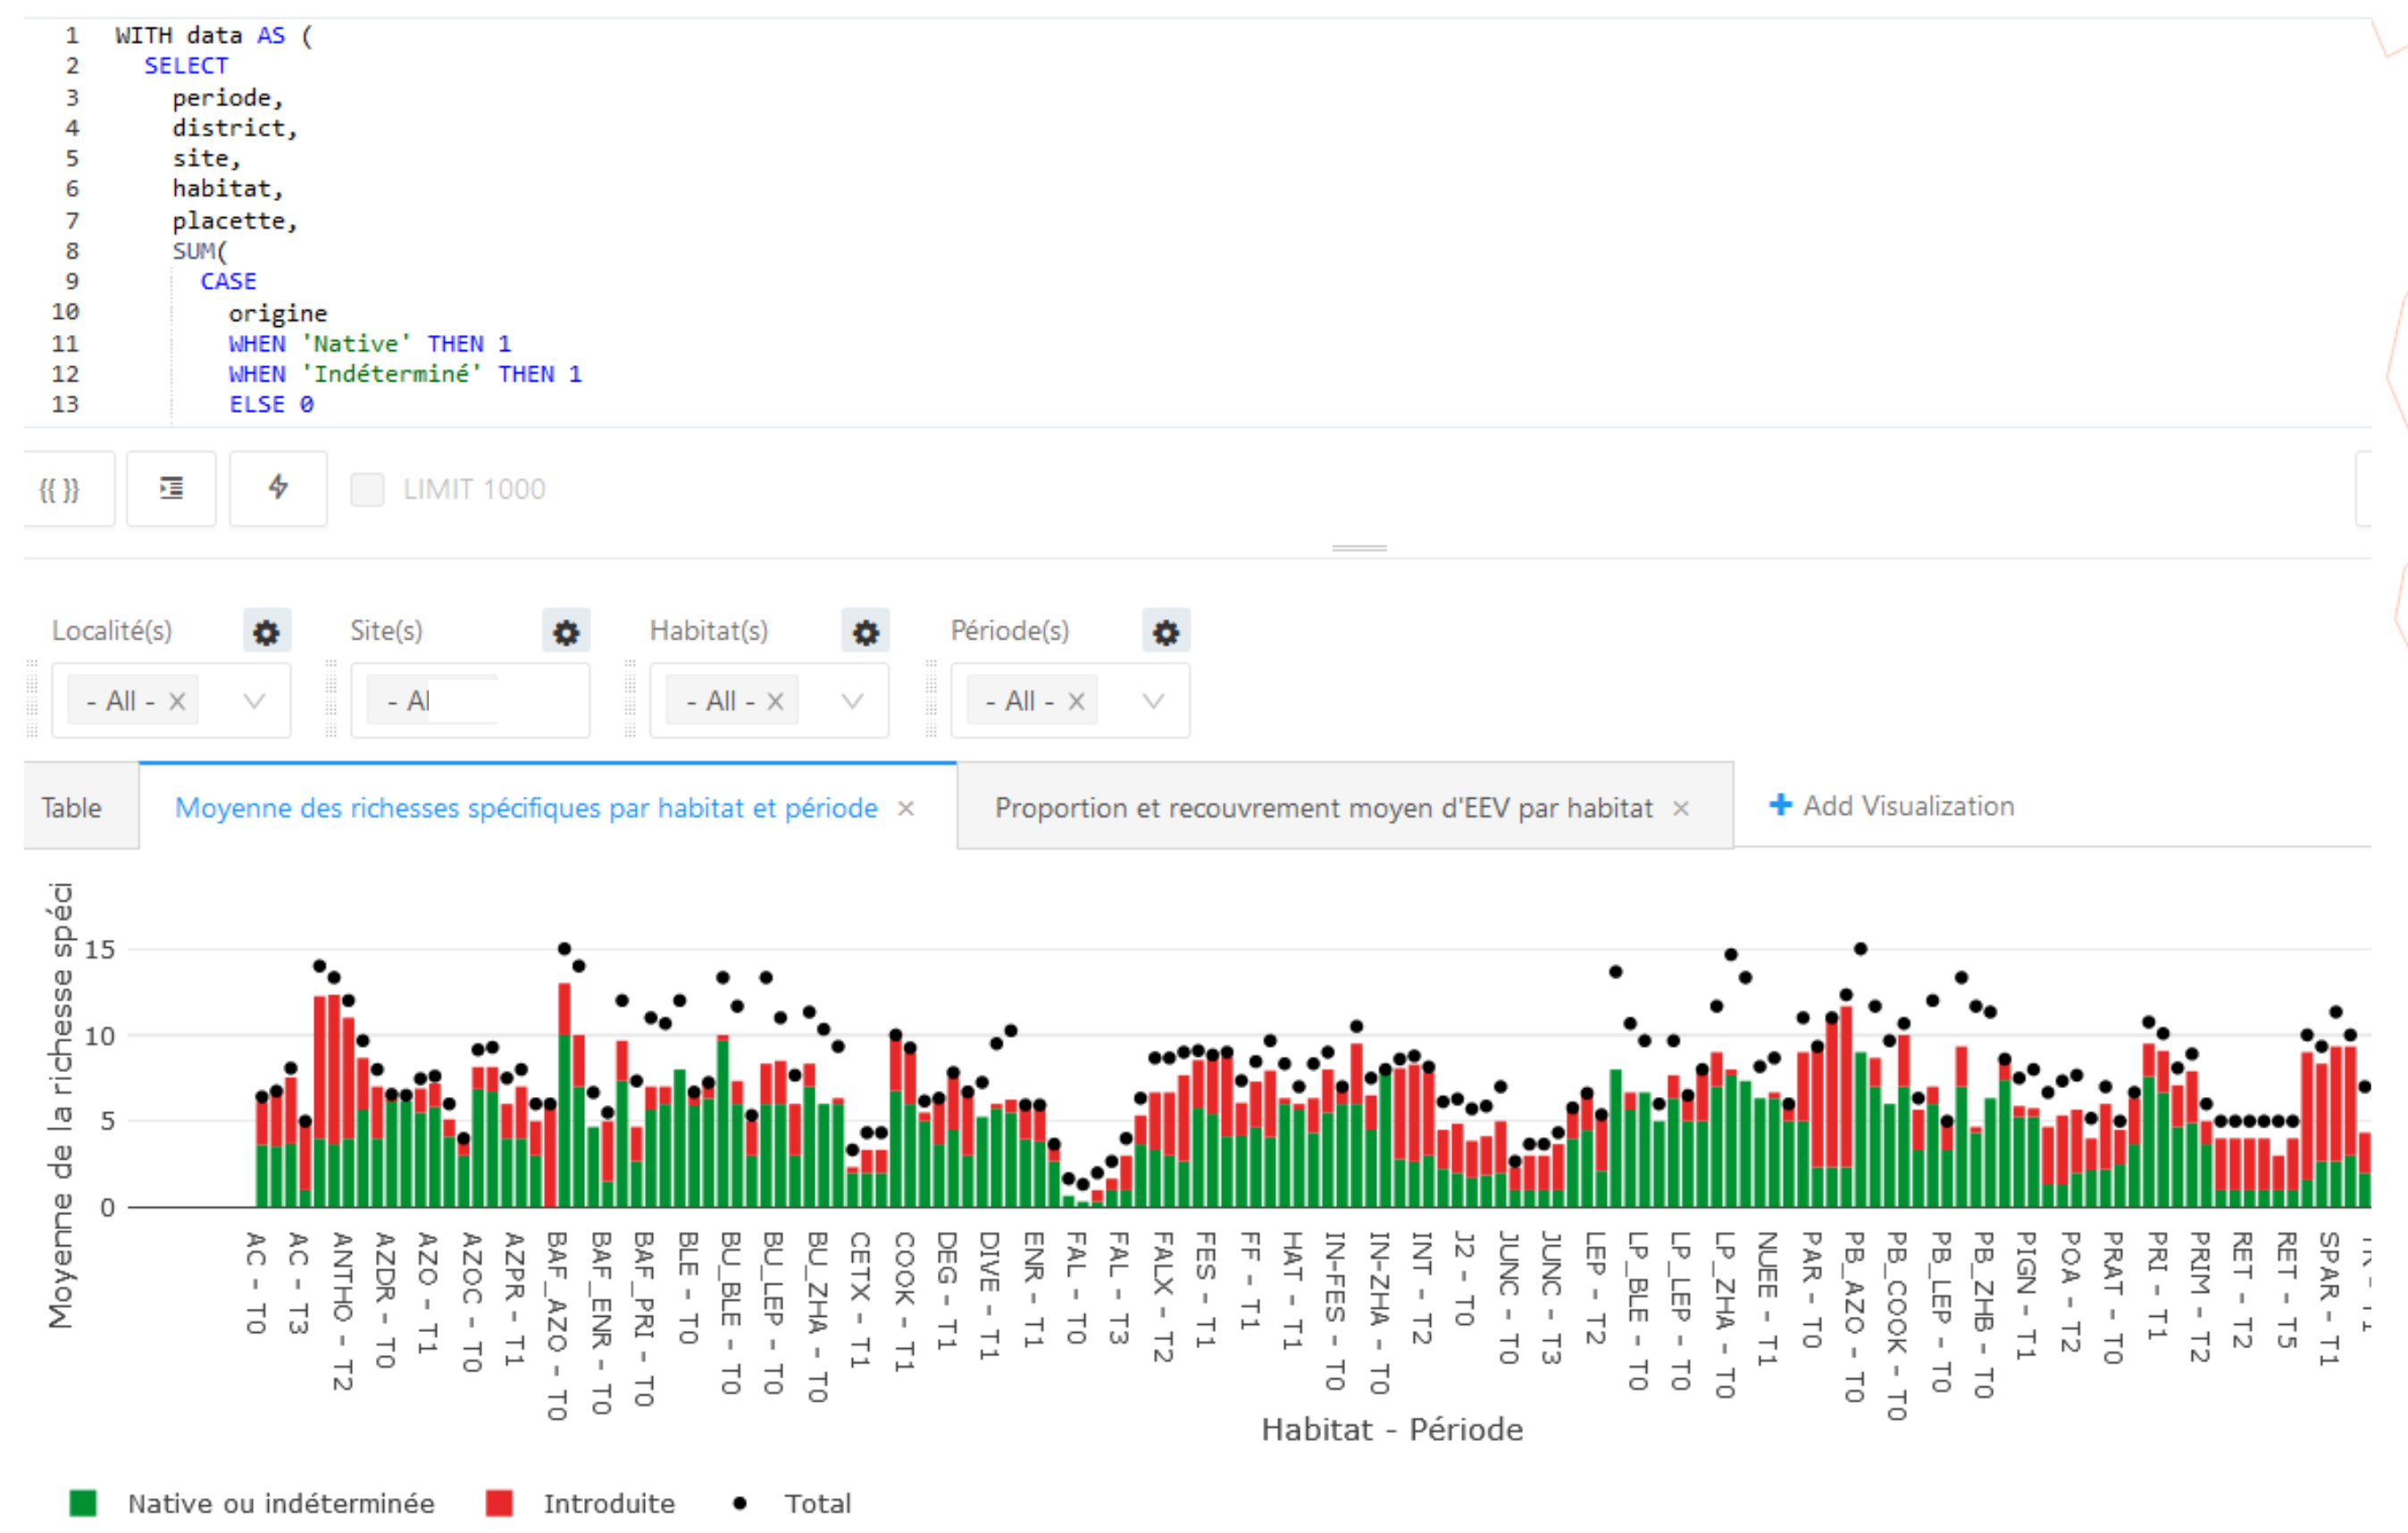 1 WITH data AS (
2 SELECT
3 periode,
4 district,
5 site,
6 habitat,
7 placette,
8 SUM(
9 CASE
10 origine
11 WHEN 'Native' THEN 1
12 WHEN 'Indéterminé' THEN 1
13 ELSE 0
{{ }} LIMIT 1000
Localité(s) Site(s) Habitat(s) Période(s)
- All - × - Al - All - × - All - ×
Table Moyenne des richesses spécifiques par habitat et période × Proportion et recouvrement moyen d'EEV par habitat × + Add Visualization
Moyenne de la richesse spéci
15
10
5
0
AC - T0
AC - T3
ANTHO - T2
AZDR - T0
AZO - T1
AZOC - T0
AZPR - T1
BAF_AZO - T0
BAF_ENR - T0
BAF_PRI - T0
BLE - T0
BU_BLE - T0
BU_LEP - T0
BU_ZHA - T0
CETX - T1
COOK - T1
DEG - T1
DIVE - T1
ENR - T1
FAL - T0
FAL - T3
FALX - T2
FES - T1
FF - T1
HAT - T1
IN-FES - T0
IN-ZHA - T0
INT - T2
J2 - T0
JUNC - T0
JUNC - T3
LEP - T2
LP_BLE - T0
LP_LEP - T0
LP_ZHA - T0
NUEE - T1
PAR - T0
PB_AZO - T0
PB_COOK - T0
PB_LEP - T0
PB_ZHB - T0
PIGN - T1
POA - T2
PRAT - T0
PRI - T1
PRIM - T2
RET - T2
RET - T5
SPAR - T1
Habitat - Période
Native ou indéterminée Introduite Total